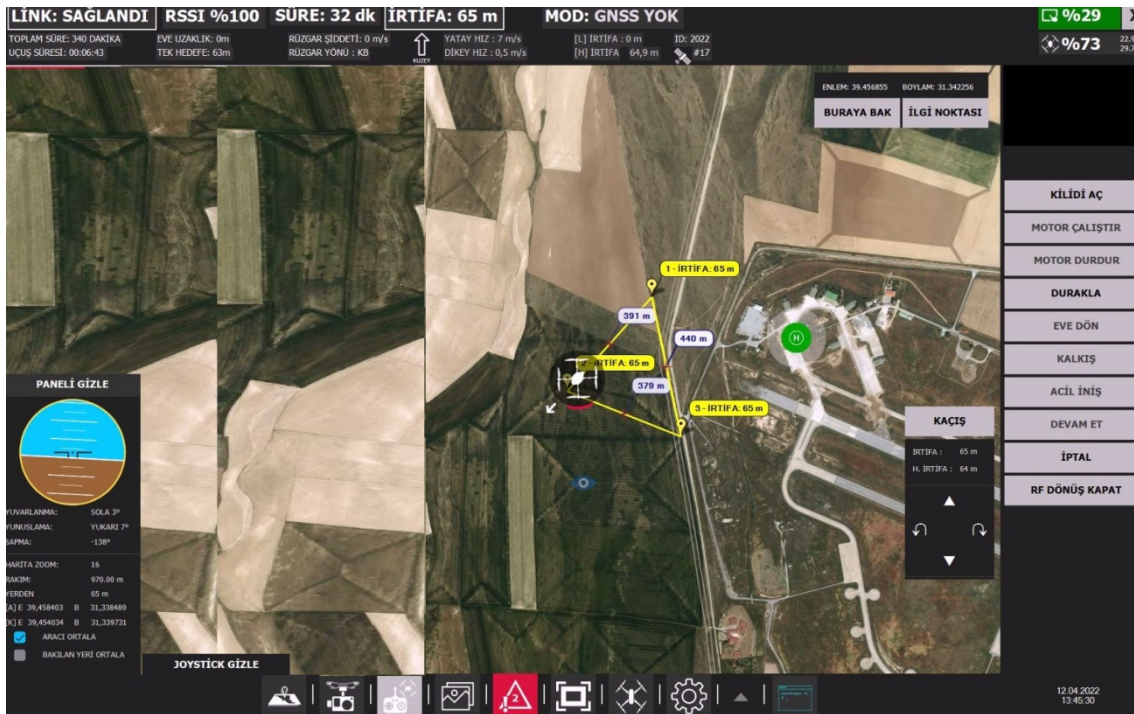 LİNK: SAĞLANDI RSSI %100 SÜRE: 32 dk İRTİFA: 65 m MOD: GNSS YOK %29
TOPLAM SÜRE: 340 DAKİKA EVE UZAKLIK: 0m RÜZGAR ŞİDDETİ: 0 m/s YATAY HIZ : 7 m/s [L] İRTİFA : 0 m ID: 2022 %73
UÇUŞ SÜRESİ: 00:06:43 TEK HEDEFE: 63m RÜZGAR YÖNÜ : KB KUZEY DİKEY HIZ : 0,5 m/s [H] İRTİFA 64,9 m #17
ENLEM: 39.456855 BOYLAM: 31.342256
BURAYA BAK İLGİ NOKTASI
KİLİDİ AÇ
MOTOR ÇALIŞTIR
MOTOR DURDUR
DURAKLA
EVE DÖN
KALKIŞ
ACİL İNİŞ
DEVAM ET
İPTAL
RF DÖNÜŞ KAPAT
1 - İRTİFA: 65 m
391 m
440 m
H
2 - İRTİFA: 65 m
379 m
3 - İRTİFA: 65 m
KAÇIŞ
İRTİFA : 65 m
H. İRTİFA : 64 m
PANELİ GİZLE
YUVARLANMA: SOLA 3º
YUNUSLAMA: YUKARI 7º
SAPMA: -138º
HARİTA ZOOM: 16
RAKIM: 970.00 m
YERDEN 65 m
[A] E 39,458403 B 31,338489
[K] E 39,454034 B 31,339731
ARACI ORTALA
BAKILAN YERİ ORTALA
JOYSTICK GİZLE
2
12.04.2022
13:45:30